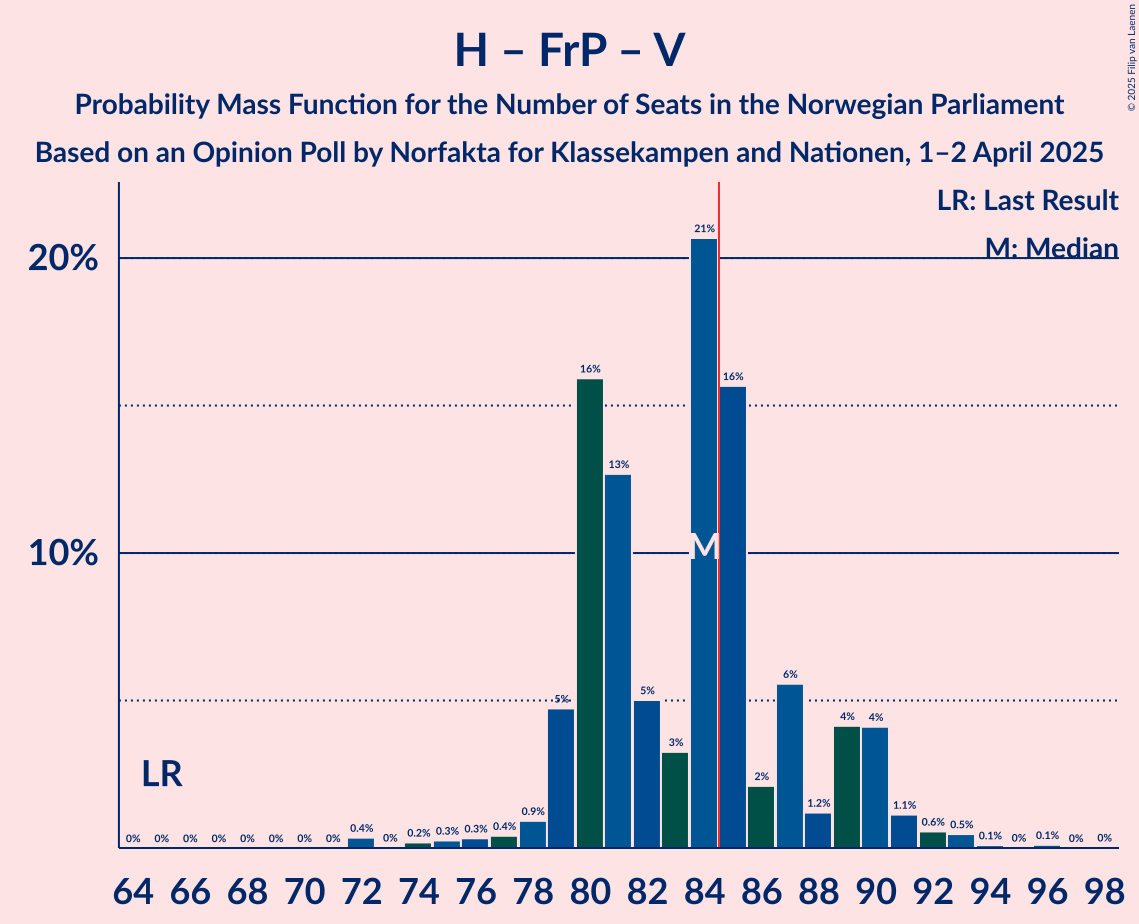 H – FrP – V
Probability Mass Function for the Number of Seats in the Norwegian Parliament
Based on an Opinion Poll by Norfakta for Klassekampen and Nationen, 1–2 April 2025
© 2025 Filip van Laenen
LR: Last Result
M: Median
20%
10%
LR
M
0% 0% 0% 0% 0% 0% 0% 0% 0.4% 0% 0.2% 0.3% 0.3% 0.4% 0.9% 5% 16% 13% 5% 3% 21% 16% 2% 6% 1.2% 4% 4% 1.1% 0.6% 0.5% 0.1% 0% 0.1% 0% 0%
64 66 68 70 72 74 76 78 80 82 84 86 88 90 92 94 96 98